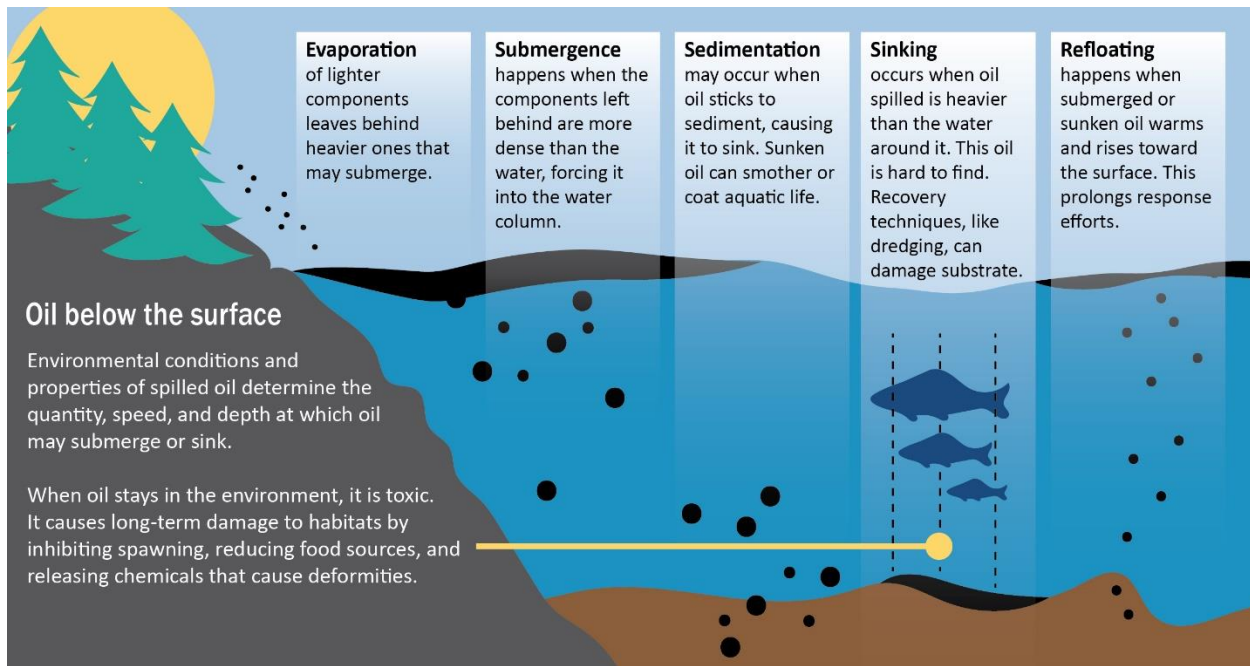 Evaporation
of lighter
components
leaves behind
heavier ones that
may submerge.
Submergence
happens when the
components left
behind are more
dense than the
water, forcing it
into the water
column.
Sedimentation
may occur when
oil sticks to
sediment, causing
it to sink. Sunken
oil can smother or
coat aquatic life.
Sinking
occurs when oil
spilled is heavier
than the water
around it. This oil
is hard to find.
Recovery
techniques, like
dredging, can
damage substrate.
Refloating
happens when
submerged or
sunken oil warms
and rises toward
the surface. This
prolongs response
efforts.
Oil below the surface
Environmental conditions and
properties of spilled oil determine the
quantity, speed, and depth at which oil
may submerge or sink.
When oil stays in the environment, it is toxic.
It causes long-term damage to habitats by
inhibiting spawning, reducing food sources, and
releasing chemicals that cause deformities.